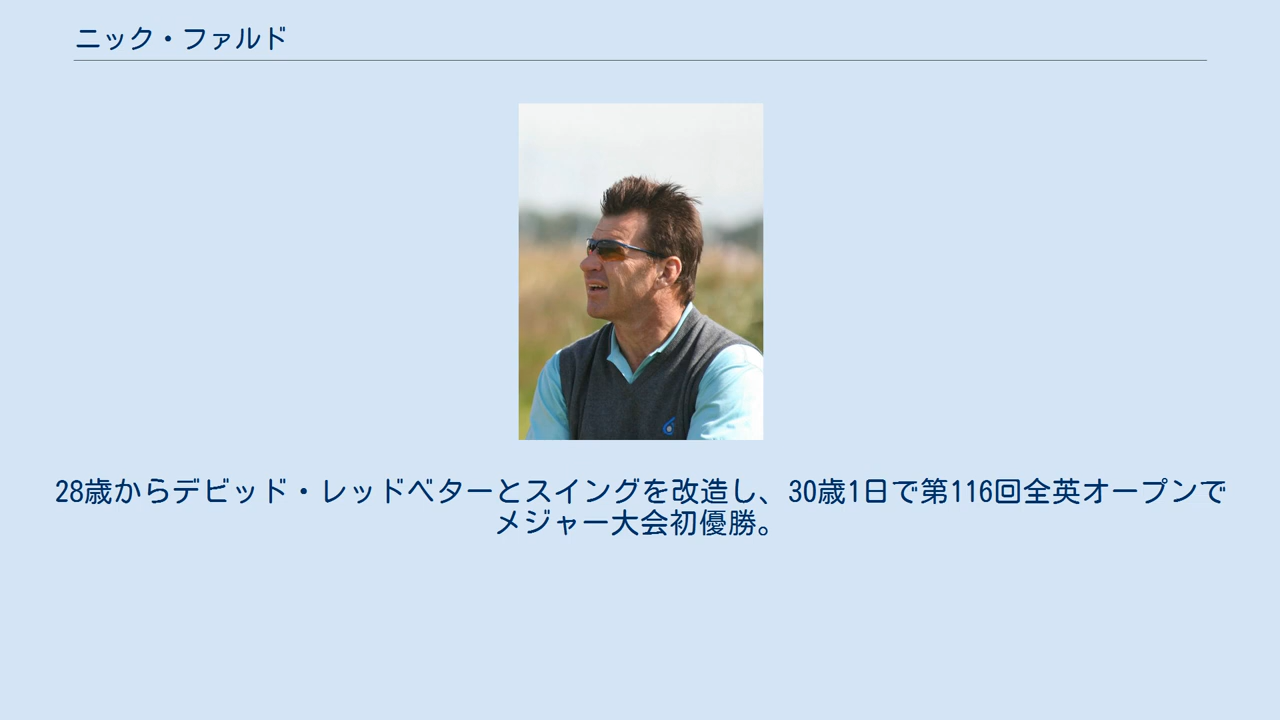 ニック・ファルド
28歳からデビッド・レッドベターとスイングを改造し、30歳1日で第116回全英オープンで
メジャー大会初優勝。